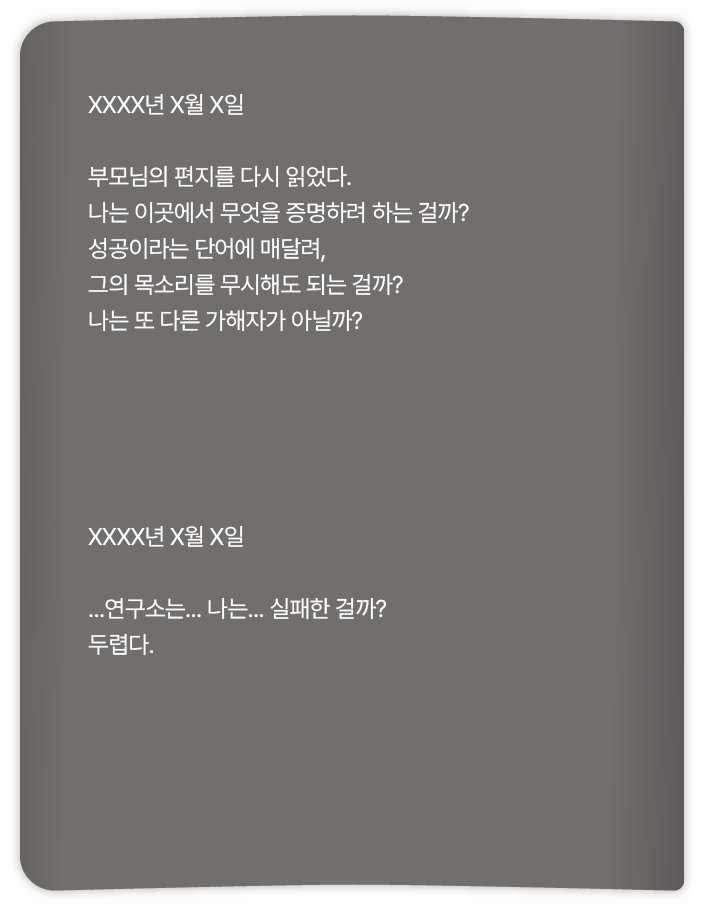 XXXX년 X월 X일
부모님의 편지를 다시 읽었다.
나는 이곳에서 무엇을 증명하려 하는 걸까?
성공이라는 단어에 매달려,
그의 목소리를 무시해도 되는 걸까?
나는 또 다른 가해자가 아닐까?
XXXX년 X월 X일
...연구소는... 나는... 실패한 걸까?
두렵다.